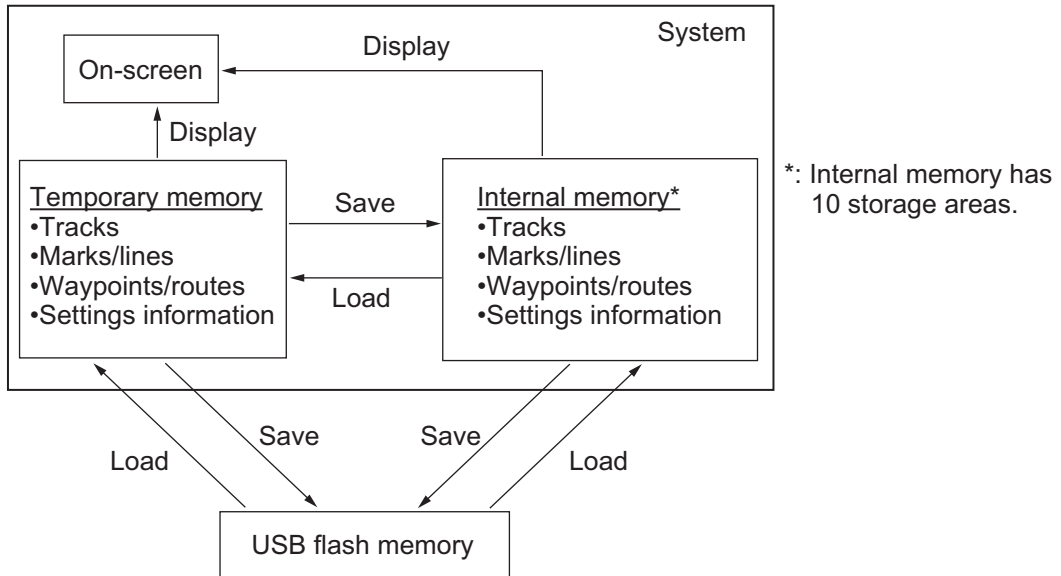 System
Display
On-screen
Display
Temporary memory
•Tracks
•Marks/lines
•Waypoints/routes
•Settings information
Save
Load
Internal memory*
•Tracks
•Marks/lines
•Waypoints/routes
•Settings information
*: Internal memory has
10 storage areas.
Load
Save
Save
Load
USB flash memory